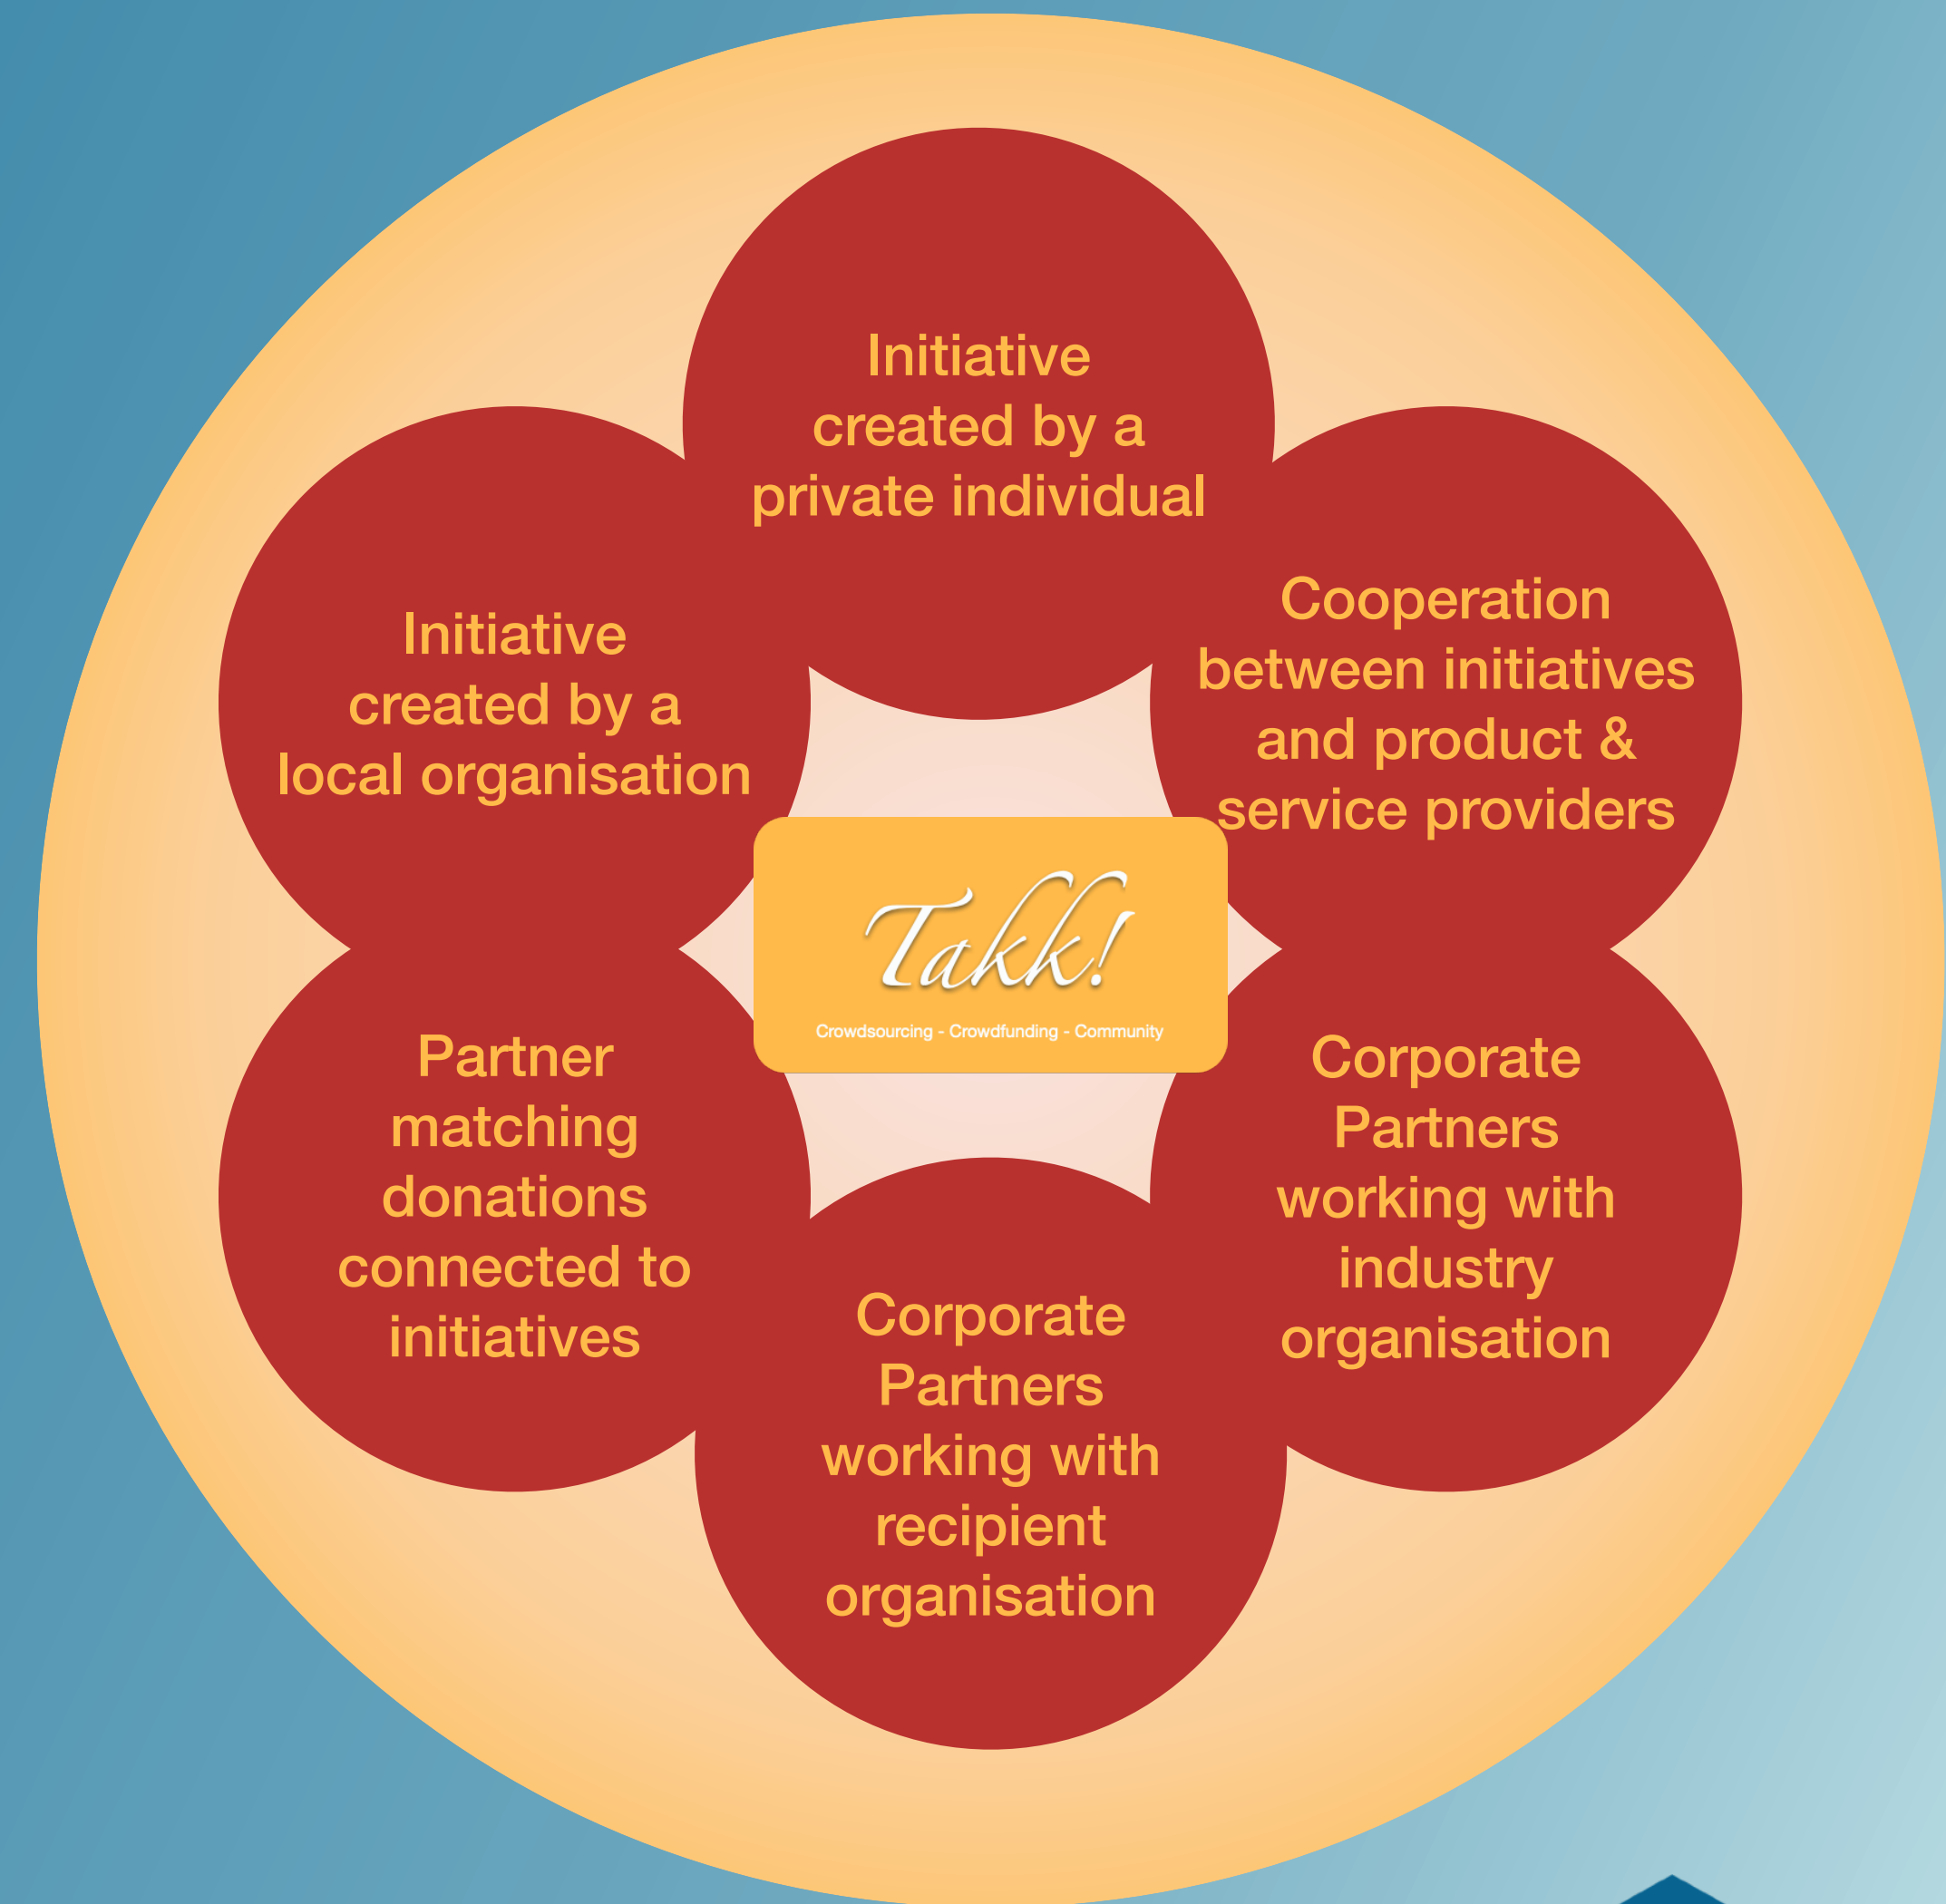 Initiative
created by a
private individual
Initiative
created by a
local organisation
Cooperation
between initiatives
and product &
service providers
Takk!
Crowdsourcing - Crowdfunding - Community
Partner
matching
donations
connected to
initiatives
Corporate
Partners
working with
industry
organisation
Corporate
Partners
working with
recipient
organisation